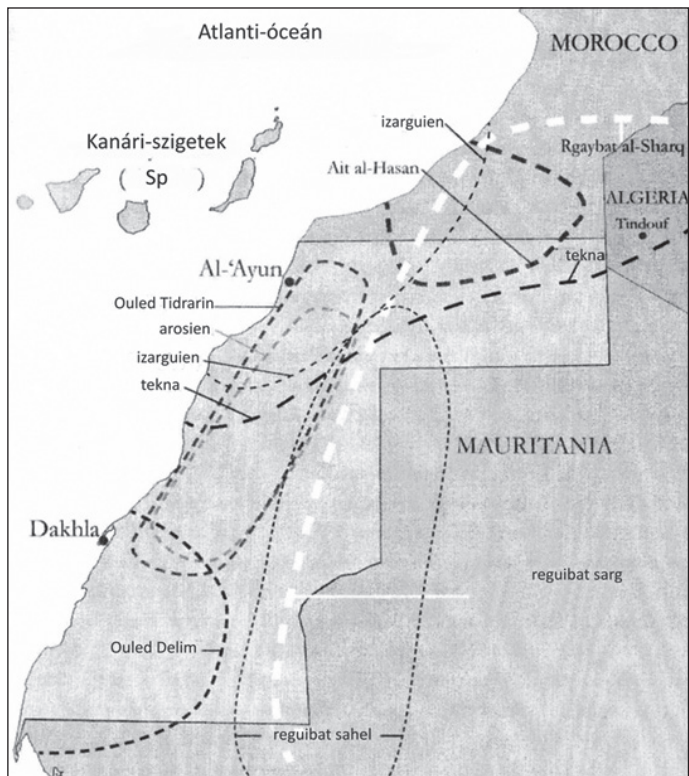 Atlanti-óceán
MOROCCO
izarguien
Kanári-szigetek
( Sp )
Rgaybat al-Sharq
Ait al-Hasan
ALGERIA
Tindouf
tekna
Al-'Ayun
Ouled Tidrarin
arosien
izarguien
tekna
MAURITANIA
Dakhla
reguibat sarg
Ouled Delim
reguibat sahel